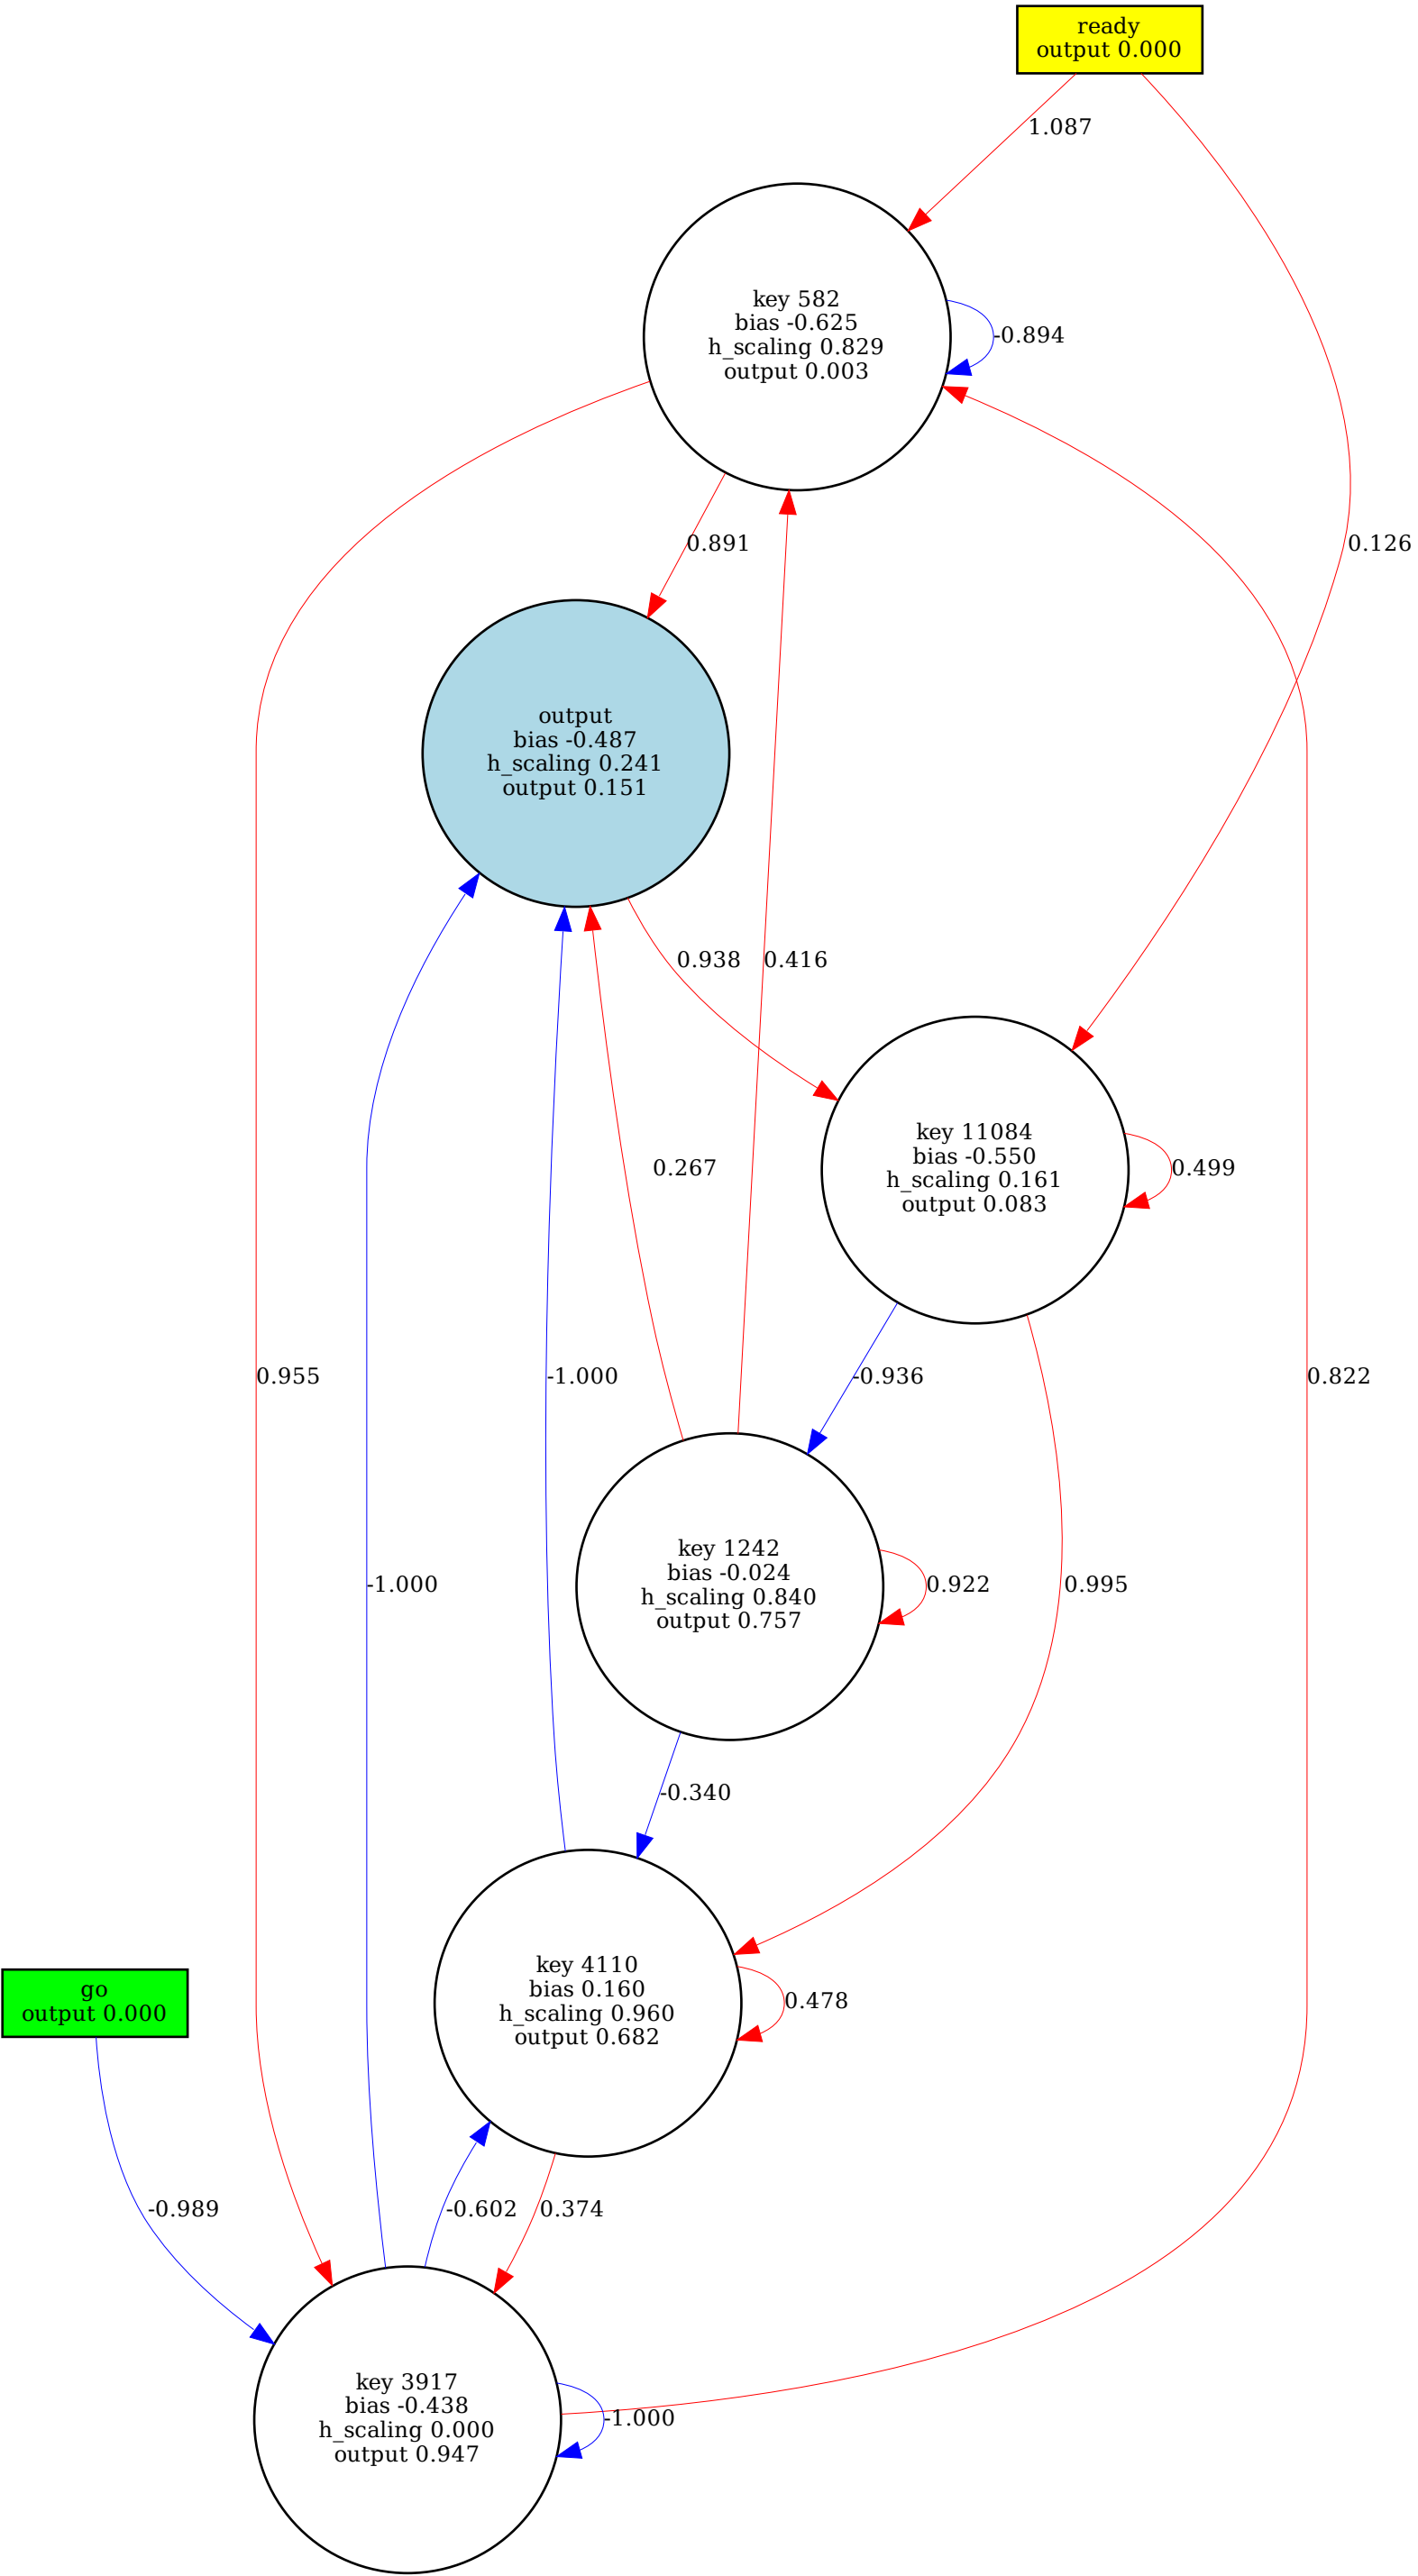 ready
output 0.000
1.087
key 582
bias -0.625
h_scaling 0.829
output 0.003
-0.894
0.891
0.126
output
bias -0.487
h_scaling 0.241
output 0.151
0.938
0.416
key 11084
bias -0.550
h_scaling 0.161
output 0.083
0.499
0.267
0.955
-1.000
-0.936
0.822
key 1242
bias -0.024
h_scaling 0.840
output 0.757
0.922
-1.000
0.995
-0.340
key 4110
bias 0.160
h_scaling 0.960
output 0.682
0.478
go
output 0.000
-0.989
-0.602
0.374
key 3917
bias -0.438
h_scaling 0.000
output 0.947
-1.000